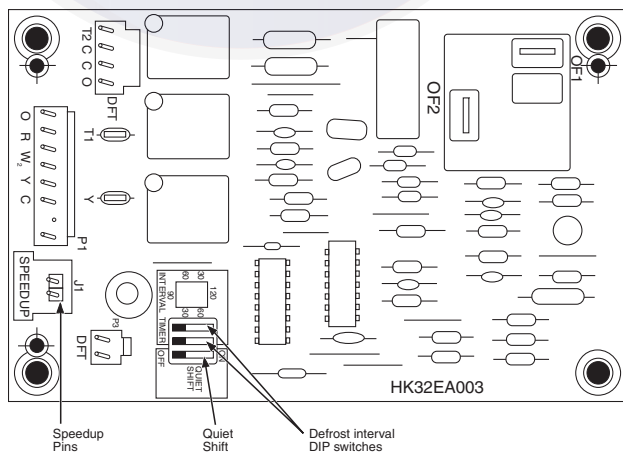 T2 C C O
DFT
OF2
OF1
O R W2 Y C
T1
Y
P1
SPEEDUP
J1
P3
DFT
INTERVAL TIMER
60 30
90 120
30 60
OFF
ON
QUIET
SHIFT
HK32EA003
Speedup
Pins
Quiet
Shift
Defrost interval
DIP switches